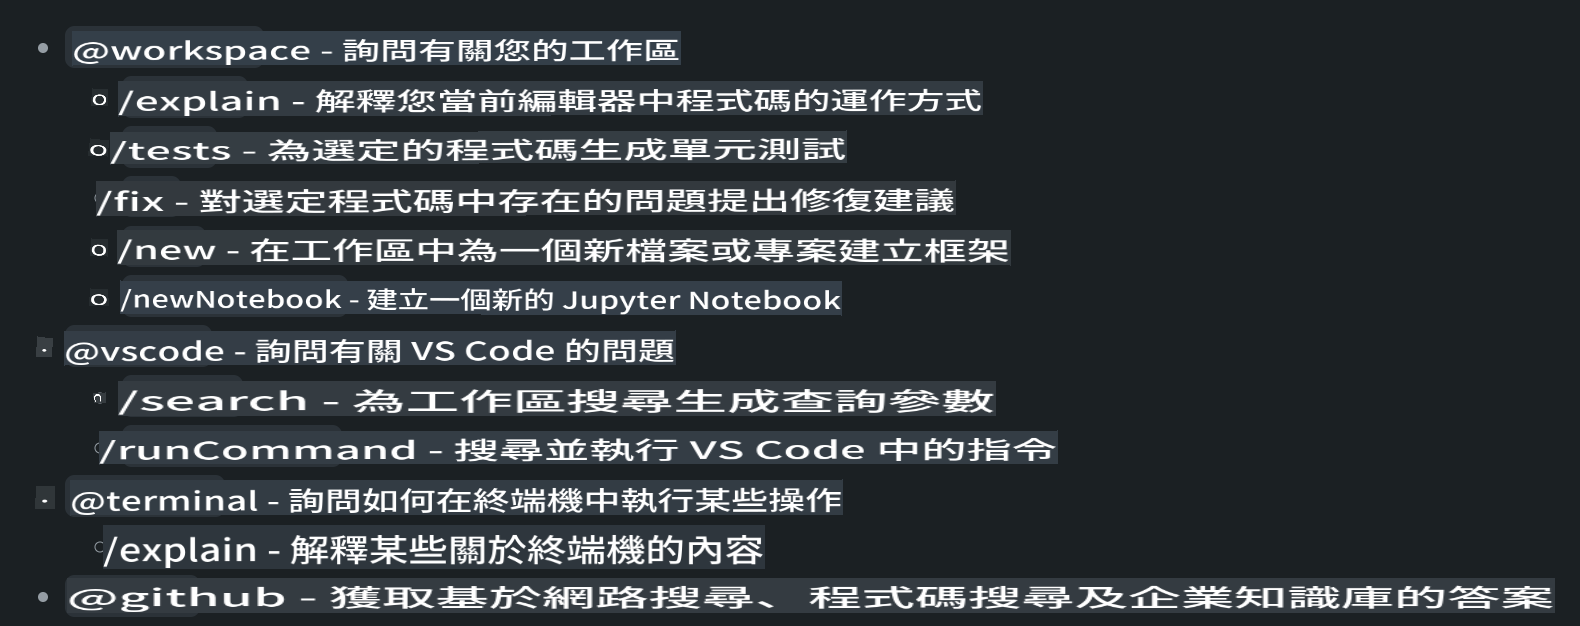 @workspace - 詢問有關您的工作區
/explain - 解釋您當前編輯器中程式碼的運作方式
/tests - 為選定的程式碼生成單元測試
/fix - 對選定程式碼中存在的問題提出修復建議
/new - 在工作區中為一個新檔案或專案建立框架
/newNotebook - 建立一個新的 Jupyter Notebook
@vscode - 詢問有關 VS Code 的問題
/search - 為工作區搜尋生成查詢參數
/runCommand - 搜尋並執行 VS Code 中的指令
@terminal - 詢問如何在終端機中執行某些操作
/explain - 解釋某些關於終端機的內容
@github - 獲取基於網路搜尋、程式碼搜尋及企業知識庫的答案